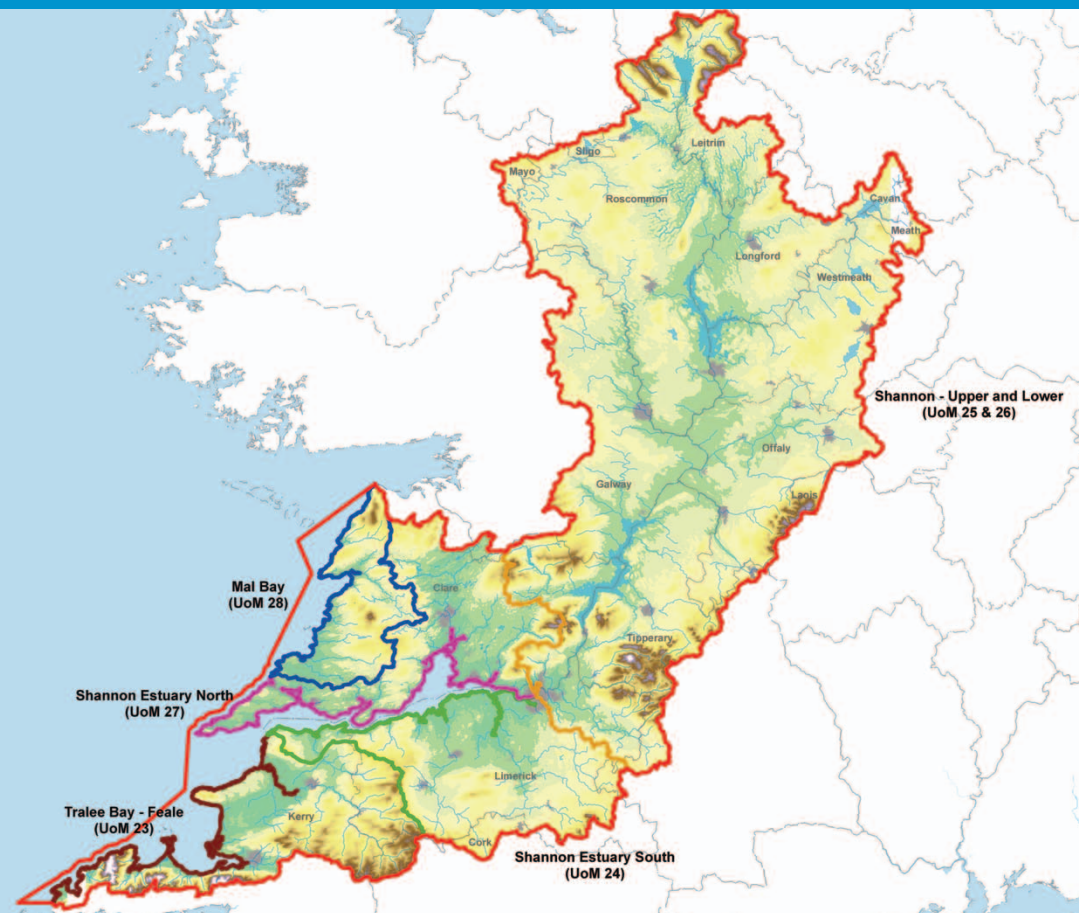 Leitrim
Sligo
Mayo
Roscommon
Cavan
Meath
Longford
Westmeath
Shannon - Upper and Lower
(UoM 25 & 26)
Offaly
Galway
Laois
Mal Bay
(UoM 28)
Clare
Tipperary
Shannon Estuary North
(UoM 27)
Limerick
Tralee Bay - Feale
(UoM 23)
Kerry
Cork
Shannon Estuary South
(UoM 24)